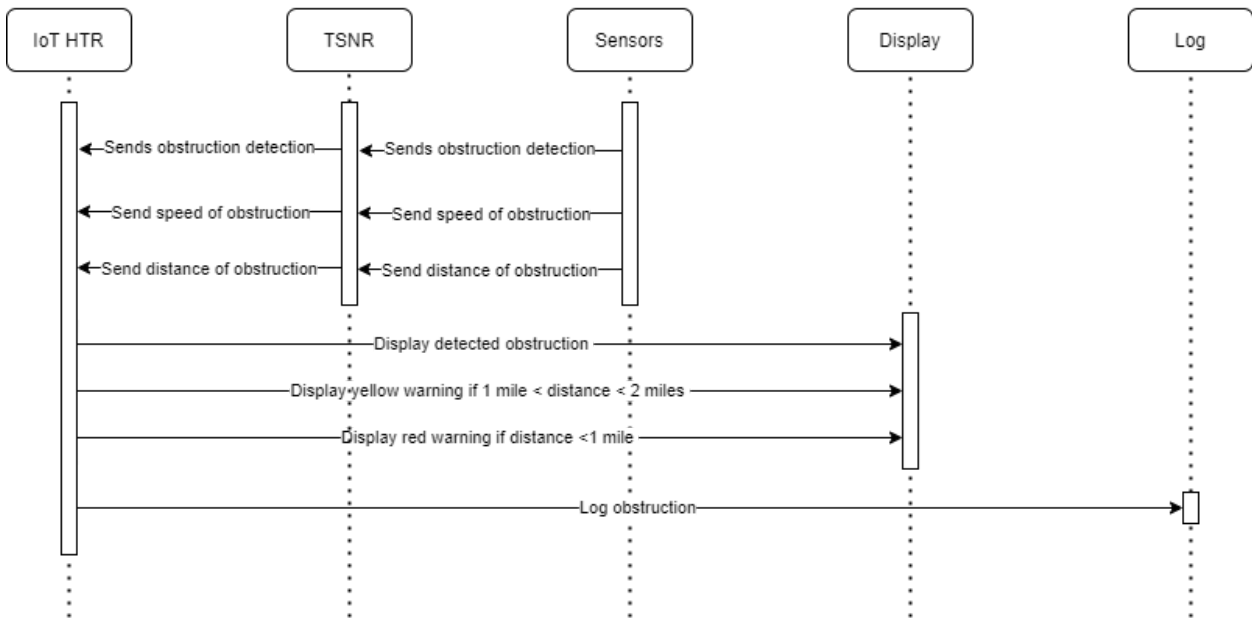 IoT HTR
TSNR
Sensors
Display
Log
Sends obstruction detection
Sends obstruction detection
Send speed of obstruction
Send speed of obstruction
Send distance of obstruction
Send distance of obstruction
Display detected obstruction
Display yellow warning if 1 mile < distance < 2 miles
Display red warning if distance <1 mile
Log obstruction